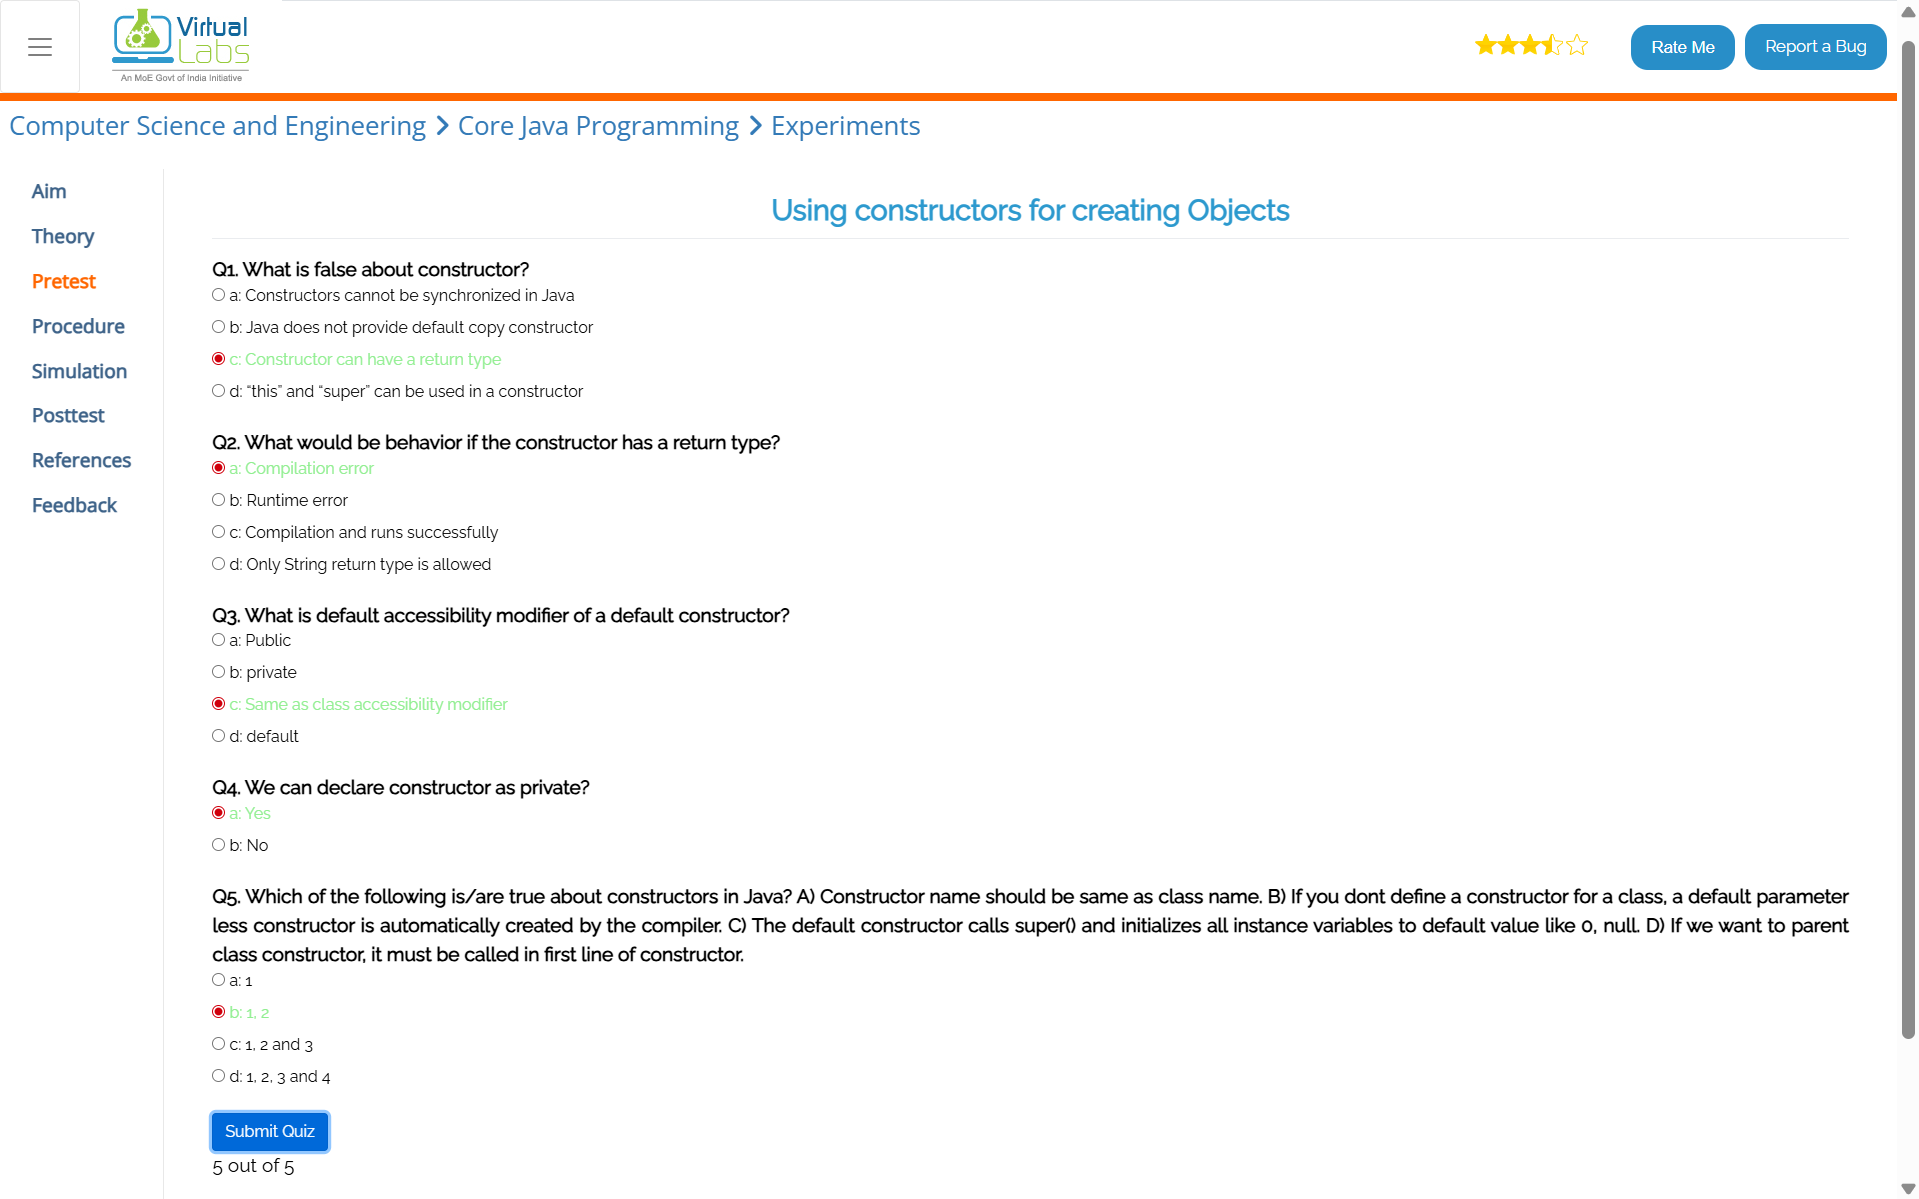 Virtual
Labs
An MoE Govt of India Initiative
Rate Me
Report a Bug
Computer Science and Engineering > Core Java Programming > Experiments
Aim
Theory
Pretest
Procedure
Simulation
Posttest
References
Feedback
Using constructors for creating Objects
Q1. What is false about constructor?
a: Constructors cannot be synchronized in Java
b: Java does not provide default copy constructor
c: Constructor can have a return type
d: “this” and “super” can be used in a constructor
Q2. What would be behavior if the constructor has a return type?
a: Compilation error
b: Runtime error
c: Compilation and runs successfully
d: Only String return type is allowed
Q3. What is default accessibility modifier of a default constructor?
a: Public
b: private
c: Same as class accessibility modifier
d: default
Q4. We can declare constructor as private?
a: Yes
b: No
Q5. Which of the following is/are true about constructors in Java? A) Constructor name should be same as class name. B) If you dont define a constructor for a class, a default parameter
less constructor is automatically created by the compiler. C) The default constructor calls super() and initializes all instance variables to default value like 0, null. D) If we want to parent
class constructor, it must be called in first line of constructor.
a: 1
b: 1, 2
c: 1, 2 and 3
d: 1, 2, 3 and 4
Submit Quiz
5 out of 5